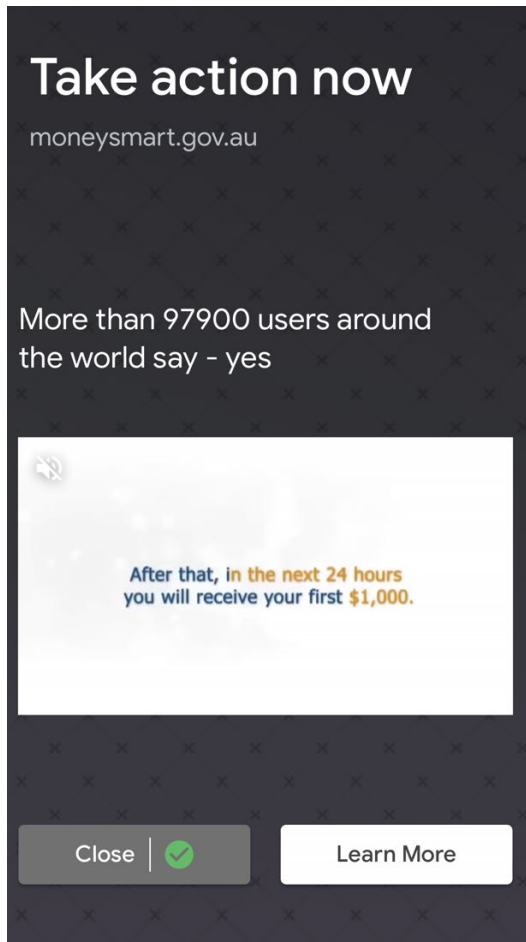 Take action now
moneysmart.gov.au
More than 97900 users around
the world say - yes
After that, in the next 24 hours
you will receive your first $1,000.
Close
Learn More